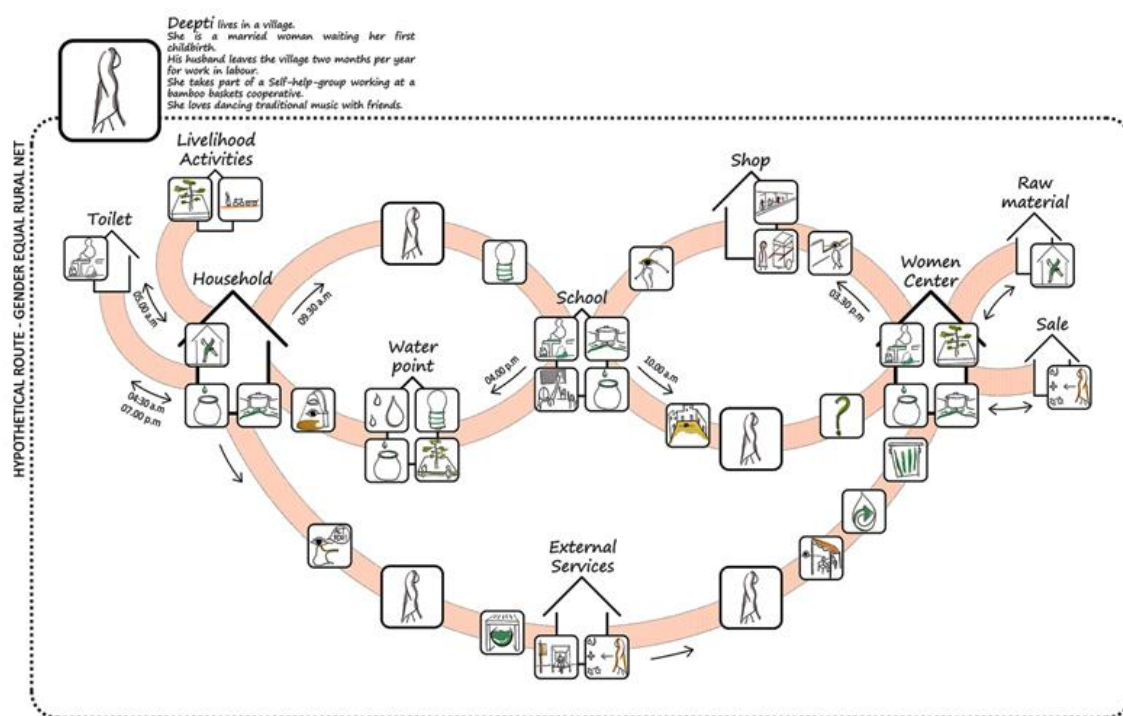 Deepti lives in a village.
She is a married woman waiting her first
childbirth.
His husband leaves the village two months per year
for work in labour.
She takes part of a Self-help-group working at a
bamboo baskets cooperative.
She loves dancing traditional music with friends.
HYPOTHETICAL ROUTE - GENDER EQUAL RURAL NET
Livelihood
Activities
Toilet
05.00 a.m
Household
09.30 a.m
04:30 a.m
07.00 p.m
Water
point
School
04.00 p.m
10.00 a.m
Shop
03.30 p.m
Women
Center
Raw
material
Sale
External
Services